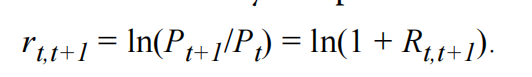 r_{t,t+1} = ln(P_{t+1}/P_t) = ln(1 + R_{t,t+1}).